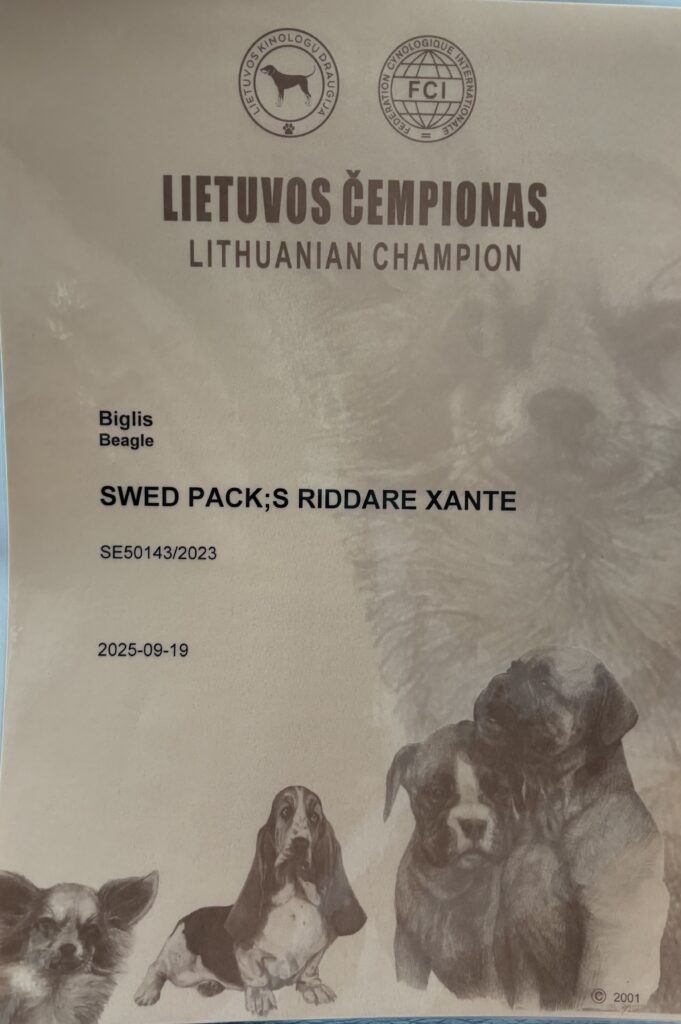 LIETUVOS KINOLOGŲ DRAUGIJA
FEDERATION CYNOLOGIQUE INTERNATIONALE
FCI
LIETUVOS ČEMPIONAS
LITHUANIAN CHAMPION
Biglis
Beagle
SWED PACK;S RIDDARE XANTE
SE50143/2023
2025-09-19
© 2001